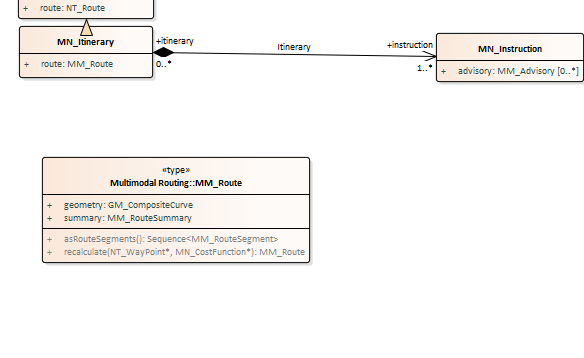 + route: NT_Route
MN_Itinerary
+ route: MM_Route
+itinerary
0..*
Itinerary
+instruction
1..*
MN_Instruction
+ advisory: MM_Advisory [0..*]
«type»
Multimodal Routing::MM_Route
+ geometry: GM_CompositeCurve
+ summary: MM_RouteSummary
+ asRouteSegments(): Sequence<MM_RouteSegment>
+ recalculate(NT_WayPoint*, MN_CostFunction*): MM_Route